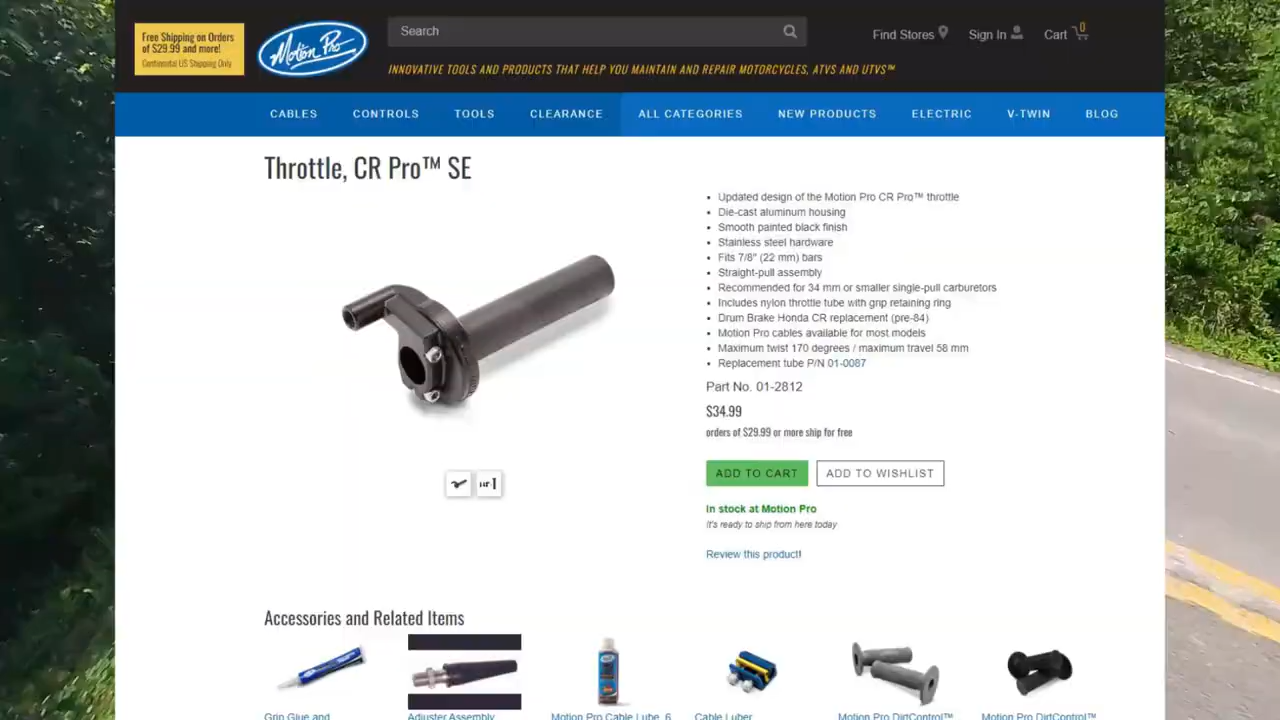 Free Shipping on Orders
of $29.99 and more!
Continental US Shipping Only
Motion Pro
Search
Find Stores
Sign In
0
Cart
INNOVATIVE TOOLS AND PRODUCTS THAT HELP YOU MAINTAIN AND REPAIR MOTORCYCLES, ATVS AND UTVS™
CABLES CONTROLS TOOLS CLEARANCE ALL CATEGORIES NEW PRODUCTS ELECTRIC V-TWIN BLOG
Throttle, CR Pro™ SE
• Updated design of the Motion Pro CR Pro™ throttle
• Die-cast aluminum housing
• Smooth painted black finish
• Stainless steel hardware
• Fits 7/8" (22 mm) bars
• Straight-pull assembly
• Recommended for 34 mm or smaller single-pull carburetors
• Includes nylon throttle tube with grip retaining ring
• Drum Brake Honda CR replacement (pre-84)
• Motion Pro cables available for most models
• Maximum twist 170 degrees / maximum travel 58 mm
• Replacement tube P/N 01-0087
Part No. 01-2812
$34.99
orders of $29.99 or more ship for free
ADD TO CART ADD TO WISHLIST
In stock at Motion Pro
It's ready to ship from here today
Review this product!
Accessories and Related Items
Grip Glue and Adjuster Assembly Motion Pro Cable Lube, 6 Cable Luber Motion Pro DirtControl™ Motion Pro DirtControl™